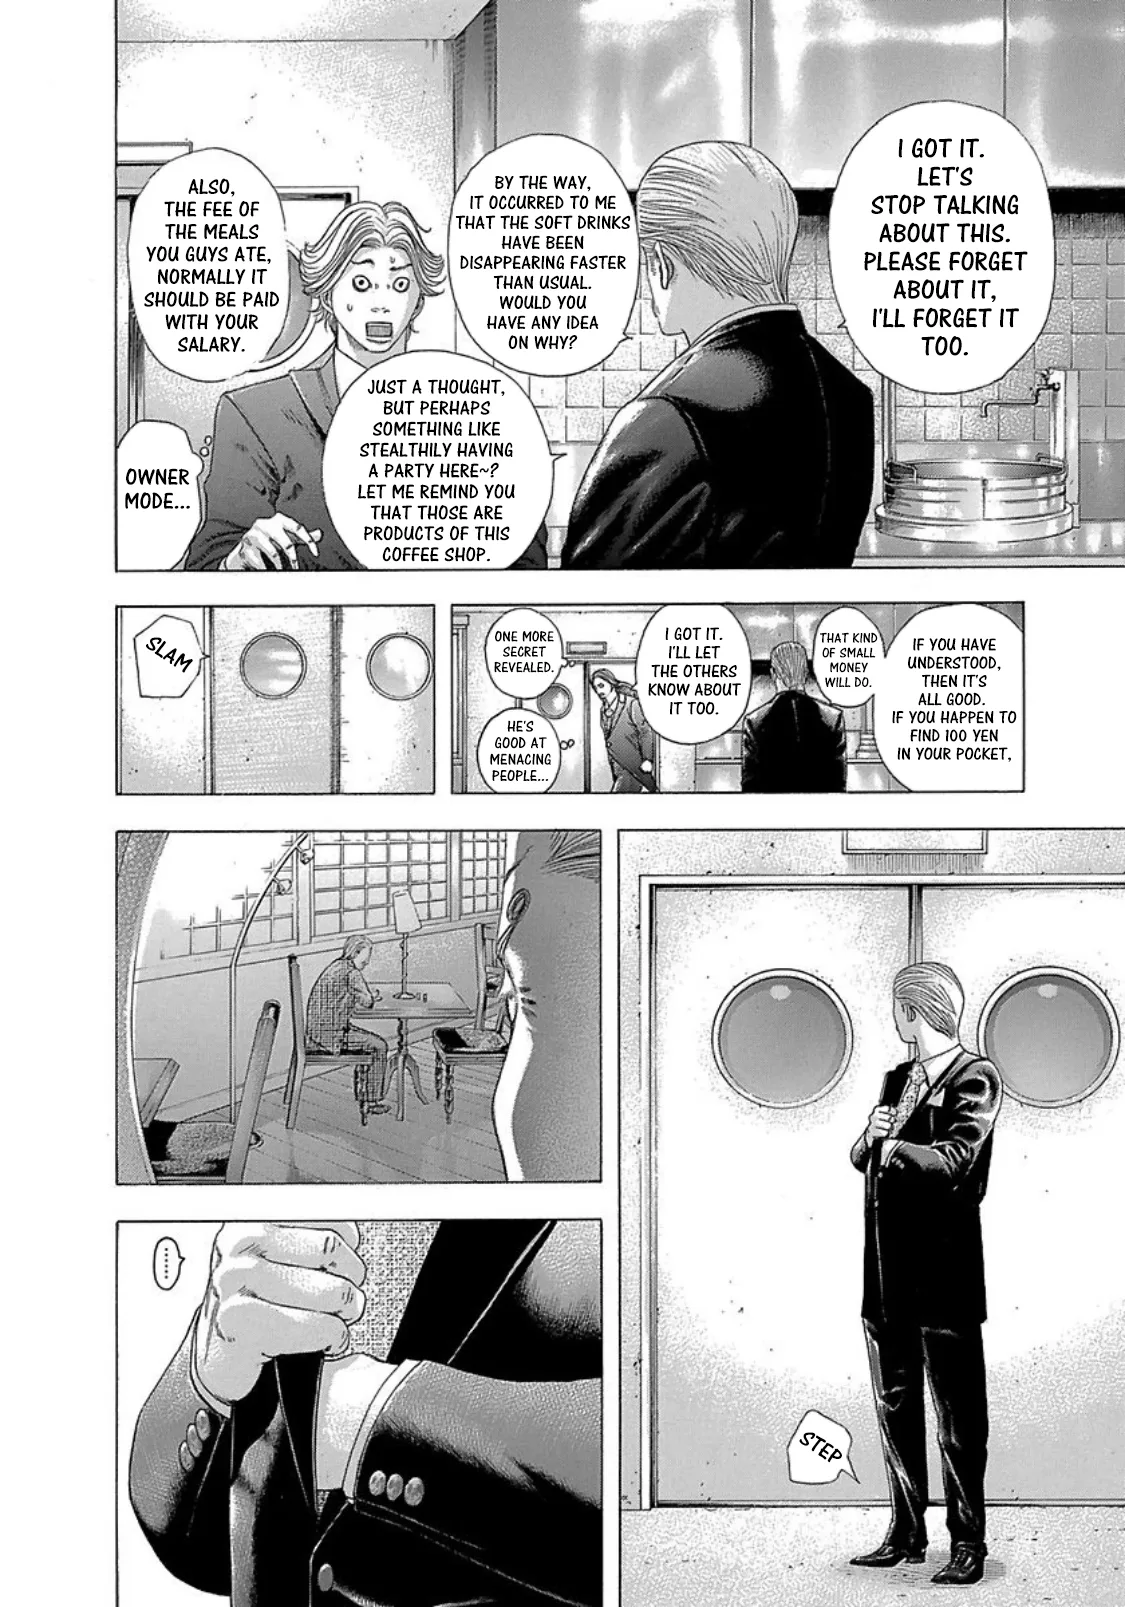 I GOT IT.
LET'S
STOP TALKING
ABOUT THIS.
PLEASE FORGET
ABOUT IT,
I'LL FORGET IT
TOO.
BY THE WAY,
IT OCCURRED TO ME
THAT THE SOFT DRINKS
HAVE BEEN
DISAPPEARING FASTER
THAN USUAL.
WOULD YOU
HAVE ANY IDEA
ON WHY?
JUST A THOUGHT,
BUT PERHAPS
SOMETHING LIKE
STEALTHILY HAVING
A PARTY HERE~?
LET ME REMIND YOU
THAT THOSE ARE
PRODUCTS OF THIS
COFFEE SHOP.
ALSO,
THE FEE OF
THE MEALS
YOU GUYS ATE,
NORMALLY IT
SHOULD BE PAID
WITH YOUR
SALARY.
OWNER
MODE...
IF YOU HAVE
UNDERSTOOD,
THEN IT'S
ALL GOOD.
IF YOU HAPPEN TO
FIND 100 YEN
IN YOUR POCKET,
THAT KIND
OF SMALL
MONEY
WILL DO.
I GOT IT.
I'LL LET
THE OTHERS
KNOW ABOUT
IT TOO.
ONE MORE
SECRET
REVEALED.
HE'S
GOOD AT
MENACING
PEOPLE...
SLAM
STEP
......